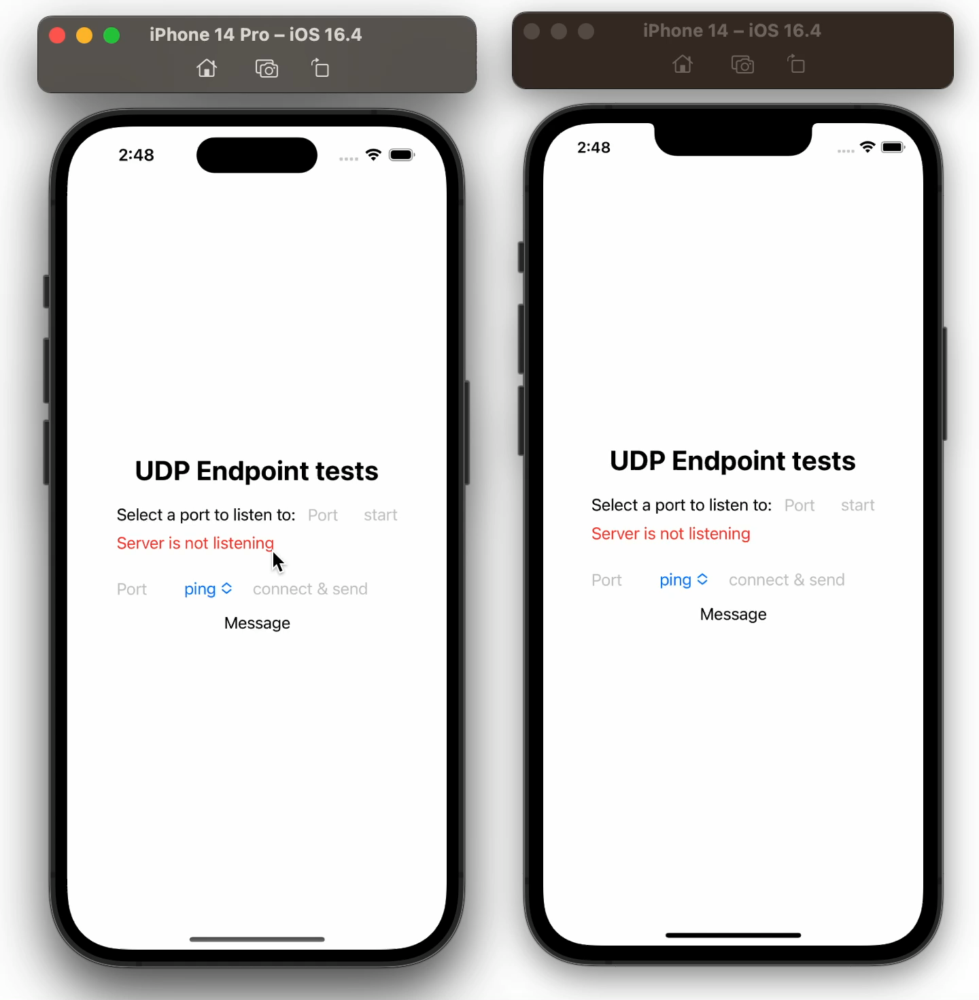 iPhone 14 Pro – iOS 16.4
2:48
UDP Endpoint tests
Select a port to listen to: Port start
Server is not listening
Port ping connect & send
Message
iPhone 14 – iOS 16.4
2:48
UDP Endpoint tests
Select a port to listen to: Port start
Server is not listening
Port ping connect & send
Message